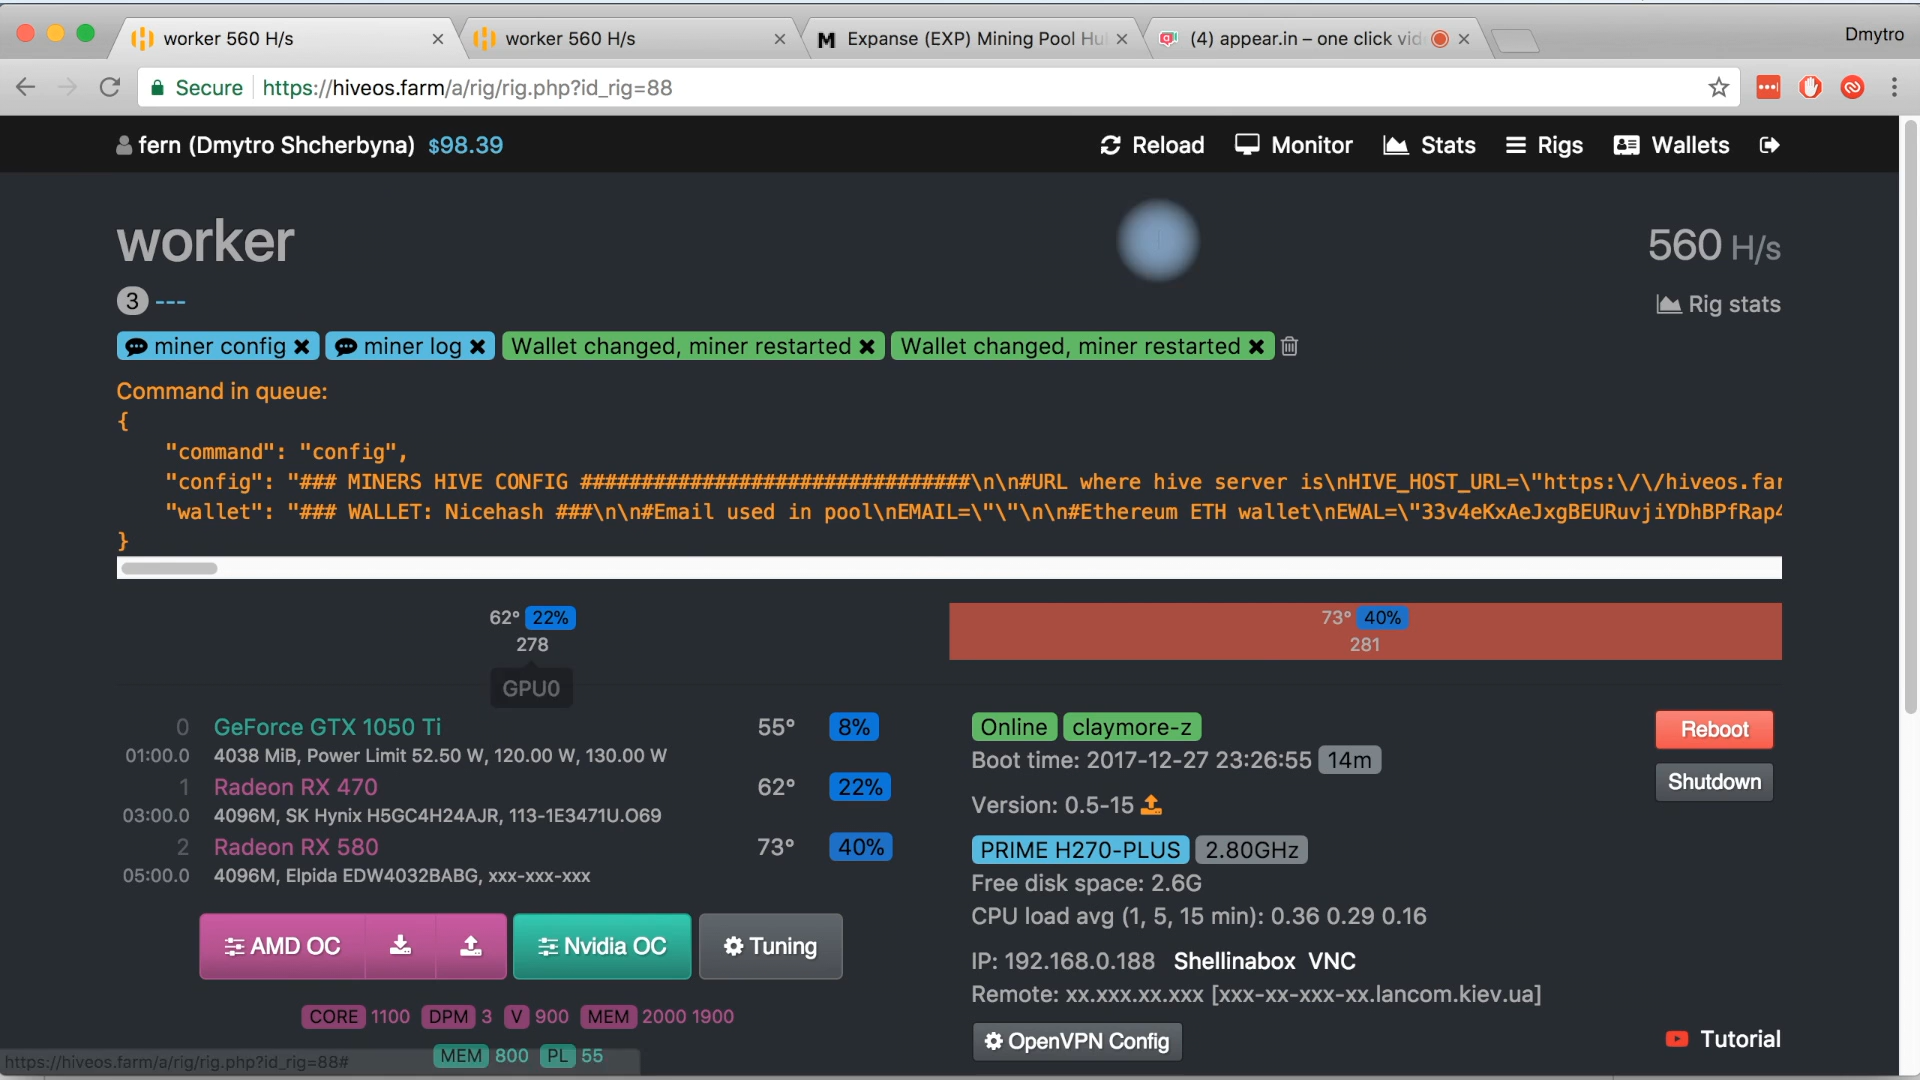 worker 560 H/s
worker 560 H/s
M Expanse (EXP) Mining Pool Hu
(4) appear.in – one click vid
Dmytro
Secure https://hiveos.farm/a/rig/rig.php?id_rig=88
fern (Dmytro Shcherbyna) $98.39
Reload Monitor Stats Rigs Wallets
worker
560 H/s
3 ---
Rig stats
miner config miner log Wallet changed, miner restarted Wallet changed, miner restarted
Command in queue:
{
"command": "config",
"config": "### MINERS HIVE CONFIG ################################\n\n#URL where hive server is\nHIVE_HOST_URL=\"https:\/\/hiveos.far
"wallet": "### WALLET: Nicehash ###\n\n#Email used in pool\nEMAIL=\"\"\n\n#Ethereum ETH wallet\nEWAL=\"33v4eKxAeJxgBEURuvjiYDhBPfRap4
}
62° 22%
278
73° 40%
281
GPU0
0 GeForce GTX 1050 Ti 55° 8%
01:00.0 4038 MiB, Power Limit 52.50 W, 120.00 W, 130.00 W
1 Radeon RX 470 62° 22%
03:00.0 4096M, SK Hynix H5GC4H24AJR, 113-1E3471U.O69
2 Radeon RX 580 73° 40%
05:00.0 4096M, Elpida EDW4032BABG, xxx-xxx-xxx
AMD OC Nvidia OC Tuning
CORE 1100 DPM 3 V 900 MEM 2000 1900
MEM 800 PL 55
Online claymore-z
Boot time: 2017-12-27 23:26:55 14m
Version: 0.5-15
PRIME H270-PLUS 2.80GHz
Free disk space: 2.6G
CPU load avg (1, 5, 15 min): 0.36 0.29 0.16
IP: 192.168.0.188 Shellinabox VNC
Remote: xx.xxx.xx.xxx [xxx-xx-xxx-xx.lancom.kiev.ua]
OpenVPN Config
Reboot
Shutdown
Tutorial
https://hiveos.farm/a/rig/rig.php?id_rig=88#